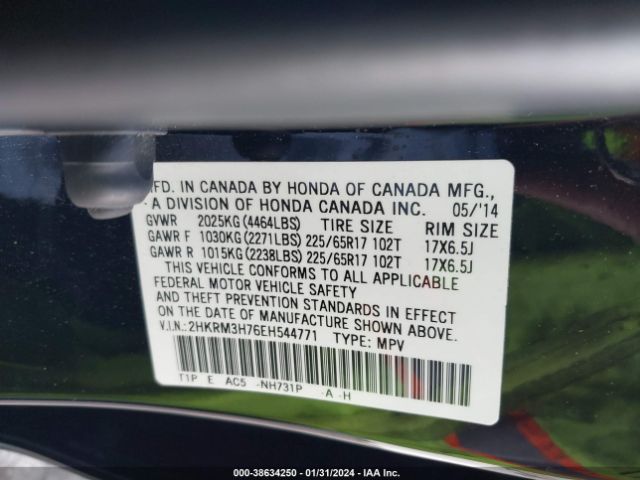 MFD. IN CANADA BY HONDA OF CANADA MFG.,
A DIVISION OF HONDA CANADA INC. 05/'14
GVWR 2025KG (4464LBS) TIRE SIZE RIM SIZE
GAWR F 1030KG (2271LBS) 225/65R17 102T 17X6.5J
GAWR R 1015KG (2238LBS) 225/65R17 102T 17X6.5J
THIS VEHICLE CONFORMS TO ALL APPLICABLE
FEDERAL MOTOR VEHICLE SAFETY
AND THEFT PREVENTION STANDARDS IN EFFECT
ON THE DATE OF MANUFACTURE SHOWN ABOVE.
V.I.N.: 2HKRM3H76EH544771 TYPE: MPV
T1P E AC5 -NH731P -A -H
000-38634250 - 01/31/2024 - IAA Inc.